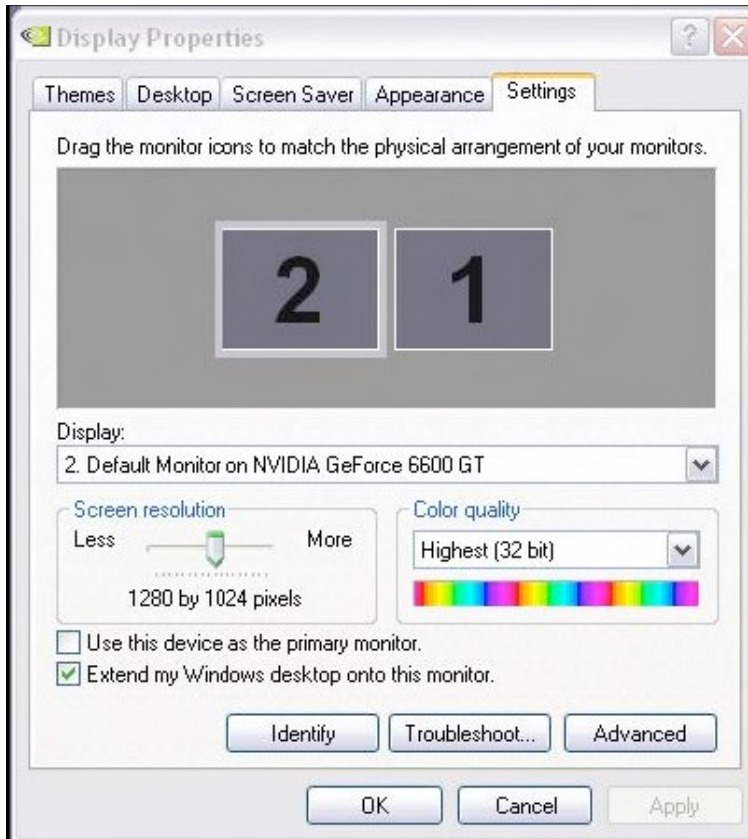 Display Properties
?
Themes Desktop Screen Saver Appearance Settings
Drag the monitor icons to match the physical arrangement of your monitors.
2 1
Display:
2. Default Monitor on NVIDIA GeForce 6600 GT
Screen resolution Color quality
Less More Highest (32 bit)
1280 by 1024 pixels
Use this device as the primary monitor.
Extend my Windows desktop onto this monitor.
Identify Troubleshoot... Advanced
OK Cancel Apply